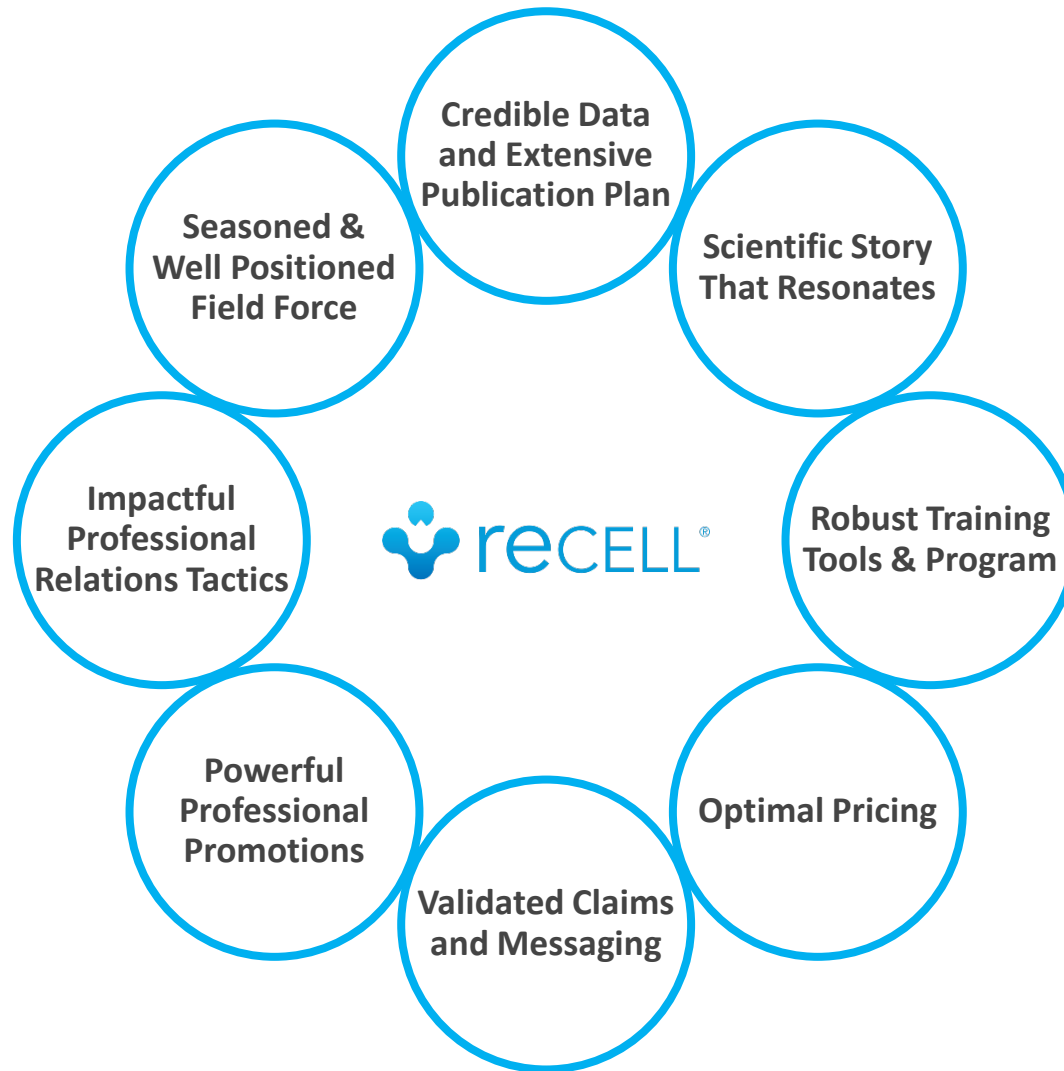 Credible Data
and Extensive
Publication Plan
Scientific Story
That Resonates
Robust Training
Tools & Program
Optimal Pricing
Validated Claims
and Messaging
Powerful
Professional
Promotions
Impactful
Professional
Relations Tactics
Seasoned &
Well Positioned
Field Force
reCELL®